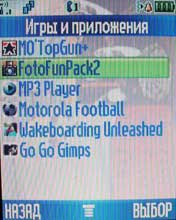 Игры и приложения
MO'TopGun+
FotoFunPack2
MP3 Player
Motorola Football
Wakeboarding Unleashed
Go Go Gimps
НАЗАД
ВЫБОР